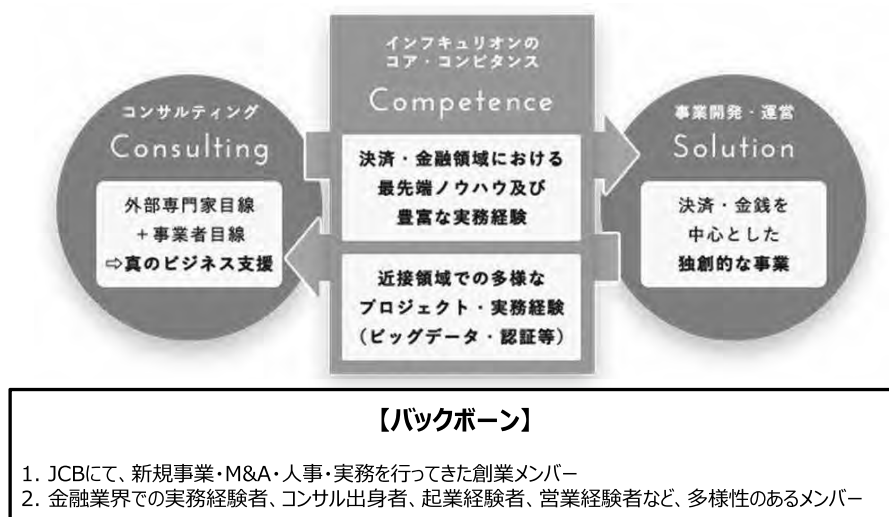 インフキュリオンの
コア・コンピタンス
Competence
コンサルティング
Consulting
外部専門家目線
+事業者目線
⇨真のビジネス支援
決済・金融領域における
最先端ノウハウ及び
豊富な実務経験
近接領域での多様な
プロジェクト・実務経験
(ビッグデータ・認証等)
事業開発・運営
Solution
決済・金銭を
中心とした
独創的な事業
【バックボーン】
1. JCBにて、新規事業・M&A・人事・実務を行ってきた創業メンバー
2. 金融業界での実務経験者、コンサル出身者、起業経験者、営業経験者など、多様性のあるメンバー